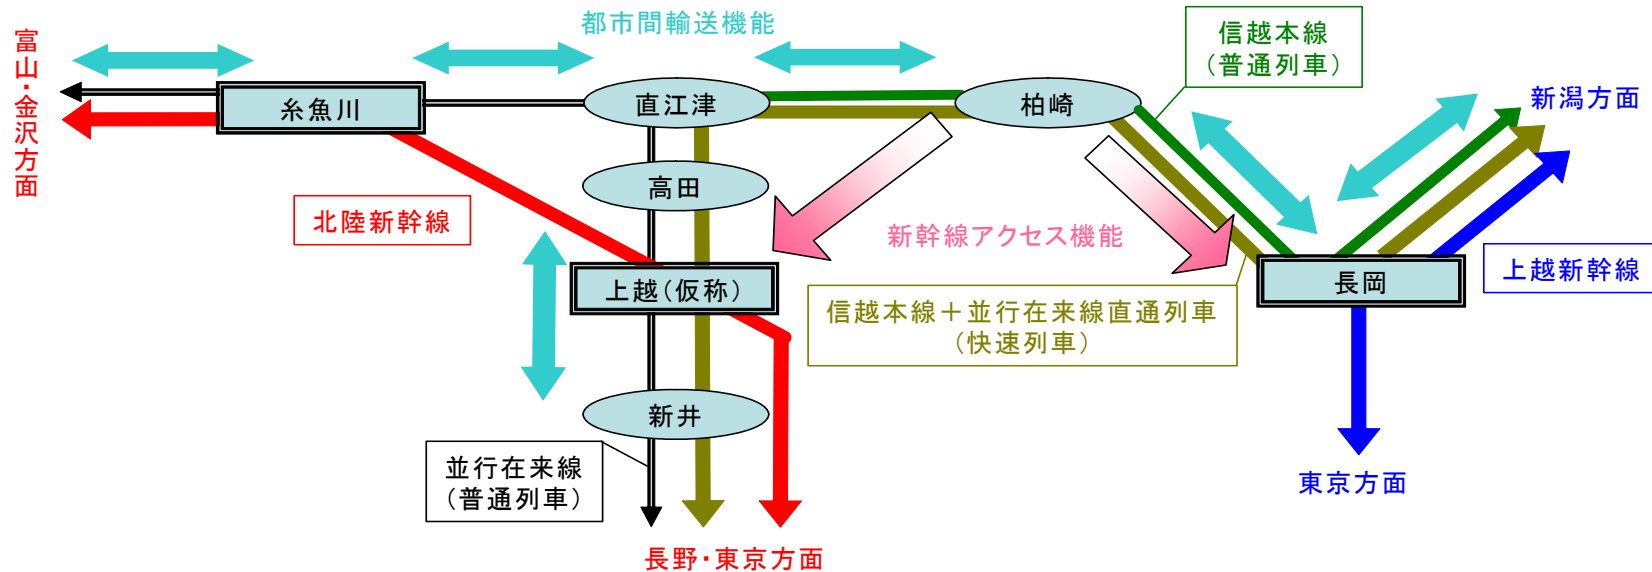 都市間輸送機能
富山・金沢方面
信越本線
(普通列車)
糸魚川
直江津
柏崎
新潟方面
高田
北陸新幹線
新幹線アクセス機能
上越(仮称)
長岡
上越新幹線
信越本線+並行在来線直通列車
(快速列車)
新井
並行在来線
(普通列車)
東京方面
長野・東京方面